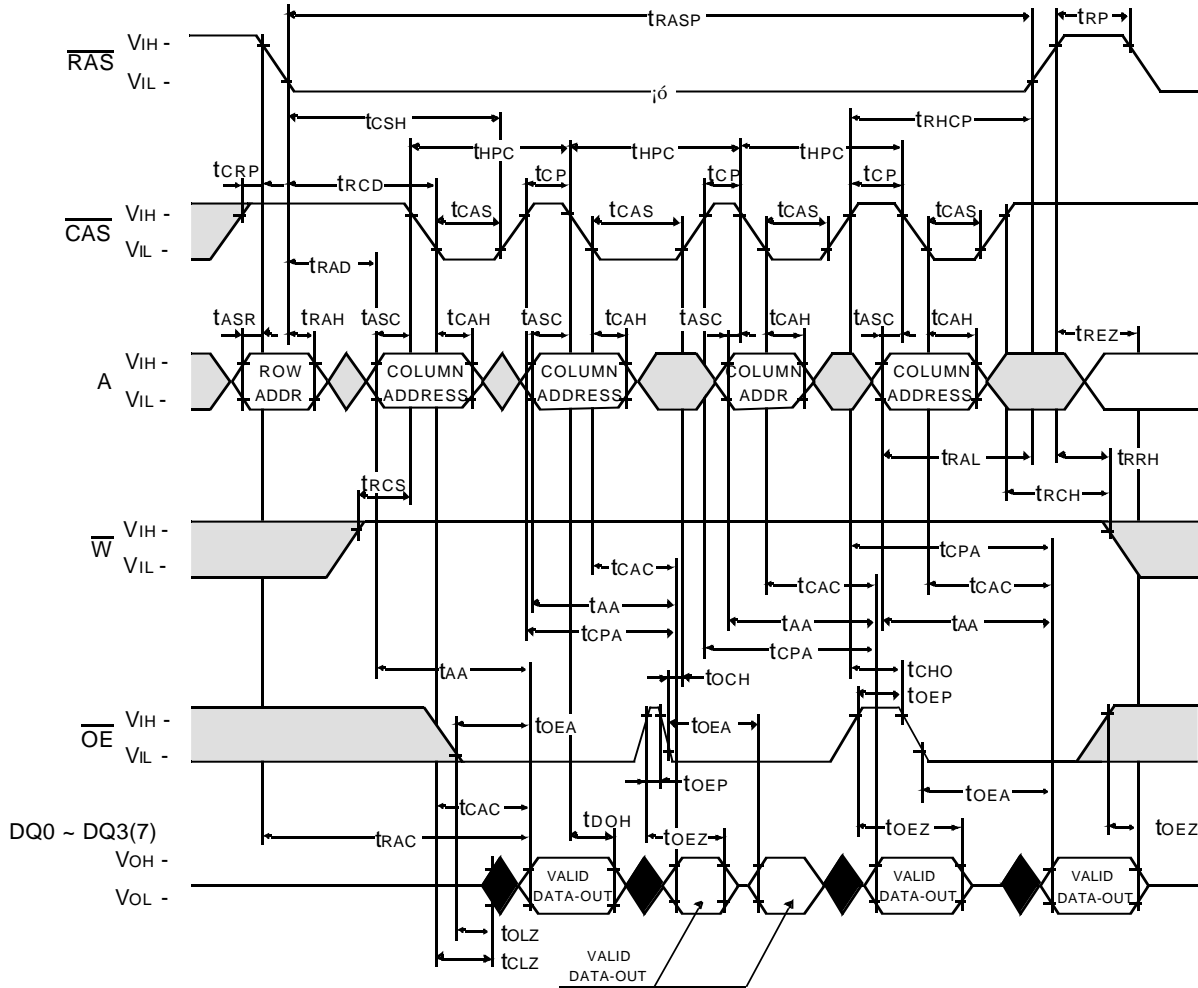 tRASP
tRP
RAS
VIH -
VIL -
¡ó
tCSH
tRHCP
tHPC
tHPC
tHPC
tCRP
tRCD
tCP
tCP
tCP
CAS
VIH -
VIL -
tCAS
tCAS
tCAS
tCAS
tRAD
tASR
tRAH
tASC
tCAH
tASC
tCAH
tASC
tCAH
tASC
tCAH
tREZ
A
VIH -
VIL -
ROW
ADDR
COLUMN
ADDRESS
COLUMN
ADDRESS
COLUMN
ADDR
COLUMN
ADDRESS
tRAL
tRRH
tRCS
tRCH
W
VIH -
VIL -
tCPA
tCAC
tCAC
tCAC
tAA
tAA
tAA
tCPA
tCPA
tAA
tOCH
tCHO
tOEP
OE
VIH -
VIL -
tOEA
tOEA
tOEP
tOEA
tCAC
tDOH
tOEZ
tOEZ
tOEZ
DQ0 ~ DQ3(7)
tRAC
VOH -
VOL -
VALID
DATA-OUT
VALID
DATA-OUT
VALID
DATA-OUT
tOLZ
tCLZ
VALID
DATA-OUT